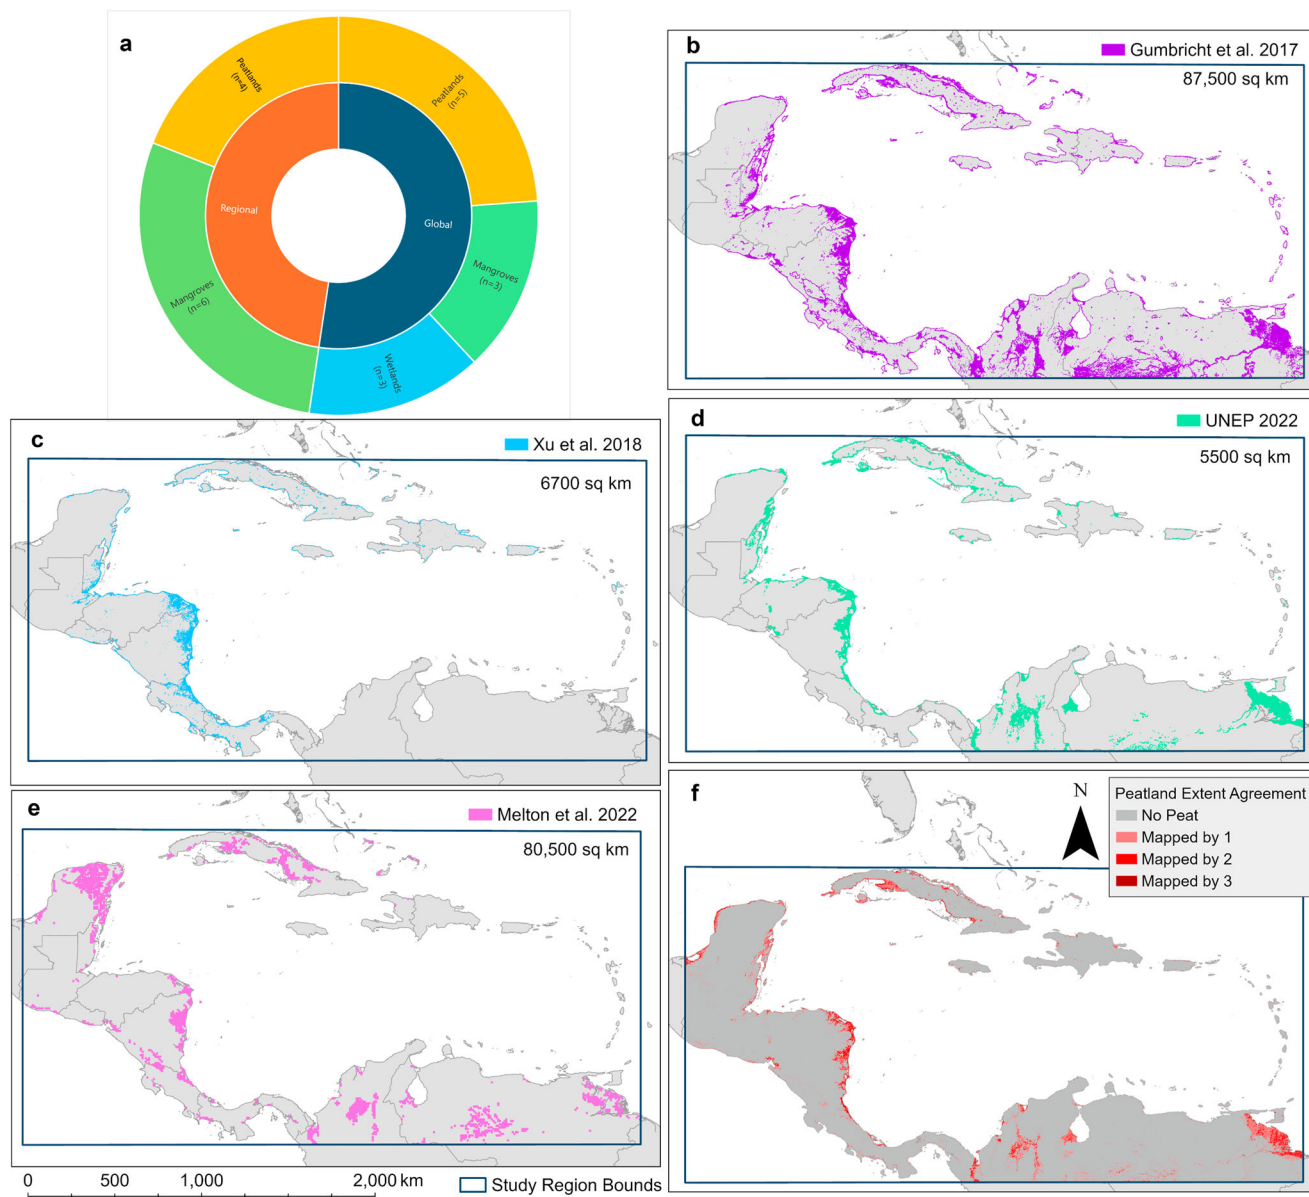 a
Peatlands
(n=4)
Peatlands
(n=5)
Regional
Global
Mangroves
(n=6)
Mangroves
(n=3)
Wetlands
(n=3)
b
Gumbricht et al. 2017
87,500 sq km
c
Xu et al. 2018
6700 sq km
d
UNEP 2022
5500 sq km
e
Melton et al. 2022
80,500 sq km
f
N
Peatland Extent Agreement
No Peat
Mapped by 1
Mapped by 2
Mapped by 3
0 500 1,000 2,000 km
Study Region Bounds